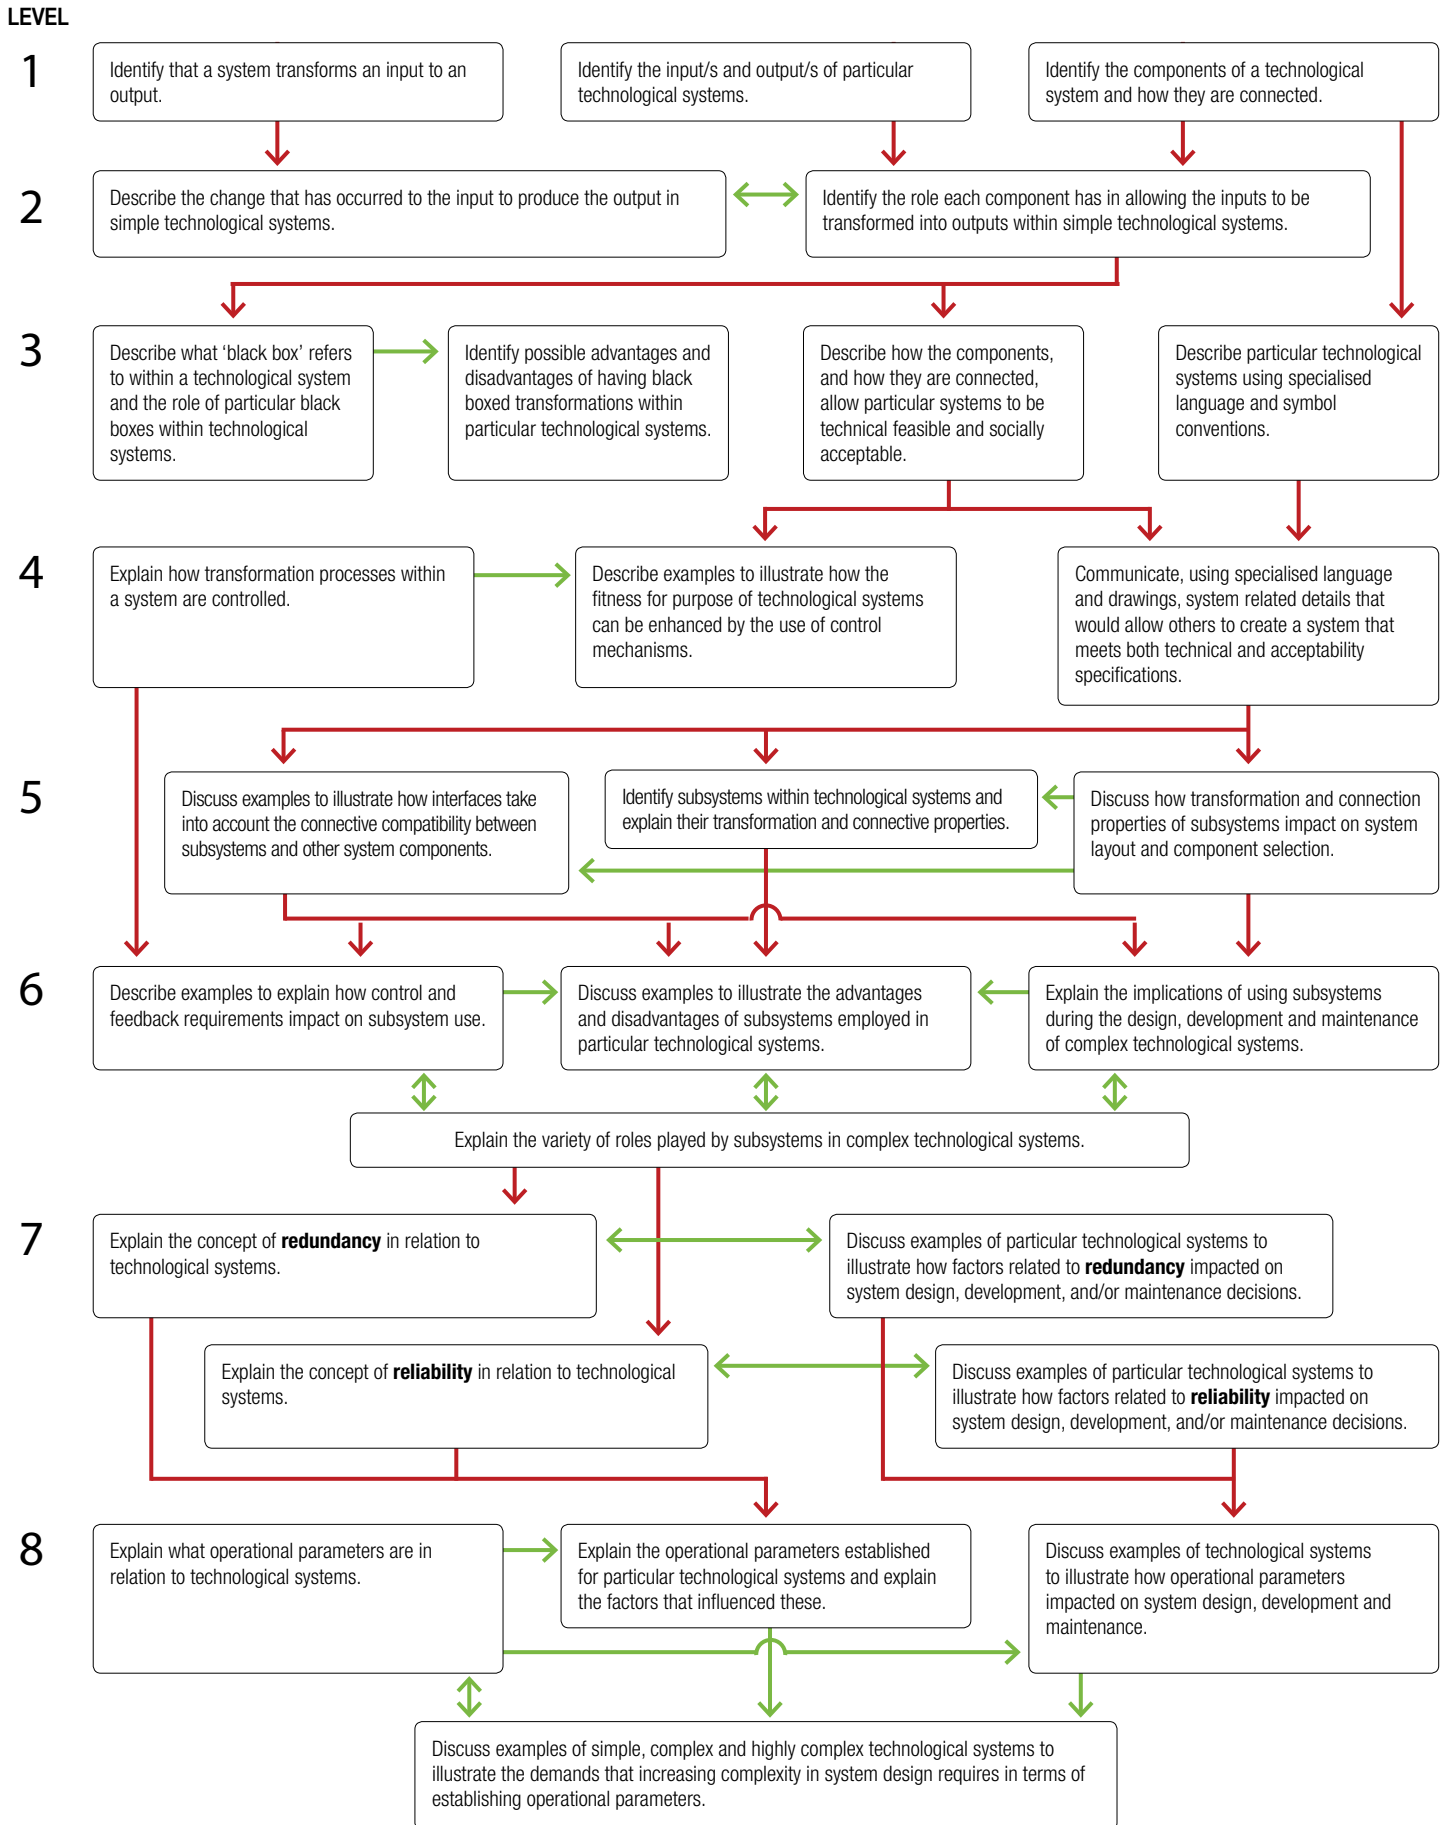 LEVEL
1
Identify that a system transforms an input to an
output.
Identify the input/s and output/s of particular
technological systems.
Identify the components of a technological
system and how they are connected.
2
Describe the change that has occurred to the input to produce the output in
simple technological systems.
Identify the role each component has in allowing the inputs to be
transformed into outputs within simple technological systems.
3
Describe what ‘black box’ refers
to within a technological system
and the role of particular black
boxes within technological
systems.
Identify possible advantages and
disadvantages of having black
boxed transformations within
particular technological systems.
Describe how the components,
and how they are connected,
allow particular systems to be
technical feasible and socially
acceptable.
Describe particular technological
systems using specialised
language and symbol
conventions.
4
Explain how transformation processes within
a system are controlled.
Describe examples to illustrate how the
fitness for purpose of technological systems
can be enhanced by the use of control
mechanisms.
Communicate, using specialised language
and drawings, system related details that
would allow others to create a system that
meets both technical and acceptability
specifications.
5
Discuss examples to illustrate how interfaces take
into account the connective compatibility between
subsystems and other system components.
Identify subsystems within technological systems and
explain their transformation and connective properties.
Discuss how transformation and connection
properties of subsystems impact on system
layout and component selection.
6
Describe examples to explain how control and
feedback requirements impact on subsystem use.
Discuss examples to illustrate the advantages
and disadvantages of subsystems employed in
particular technological systems.
Explain the implications of using subsystems
during the design, development and maintenance
of complex technological systems.
Explain the variety of roles played by subsystems in complex technological systems.
7
Explain the concept of redundancy in relation to
technological systems.
Discuss examples of particular technological systems to
illustrate how factors related to redundancy impacted on
system design, development, and/or maintenance decisions.
Explain the concept of reliability in relation to technological
systems.
Discuss examples of particular technological systems to
illustrate how factors related to reliability impacted on
system design, development, and/or maintenance decisions.
8
Explain what operational parameters are in
relation to technological systems.
Explain the operational parameters established
for particular technological systems and explain
the factors that influenced these.
Discuss examples of technological systems
to illustrate how operational parameters
impacted on system design, development and
maintenance.
Discuss examples of simple, complex and highly complex technological systems to
illustrate the demands that increasing complexity in system design requires in terms of
establishing operational parameters.